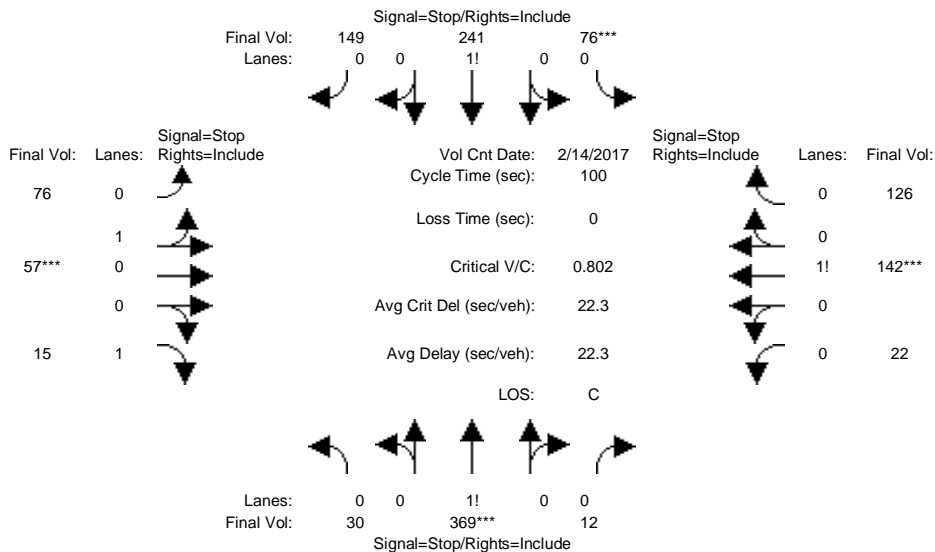 Signal=Stop/Rights=Include
Final Vol: 149 241 76***
Lanes: 0 0 1! 0 0
Signal=Stop
Final Vol: Lanes: Rights=Include
Vol Cnt Date: 2/14/2017
Signal=Stop
Rights=Include Lanes: Final Vol:
Cycle Time (sec): 100
76 0
0 126
Loss Time (sec): 0
1
0
57*** 0
Critical V/C: 0.802
1! 142***
0
Avg Crit Del (sec/veh): 22.3
0
15 1
Avg Delay (sec/veh): 22.3
0 22
LOS: C
Lanes: 0 0 1! 0 0
Final Vol: 30 369*** 12
Signal=Stop/Rights=Include